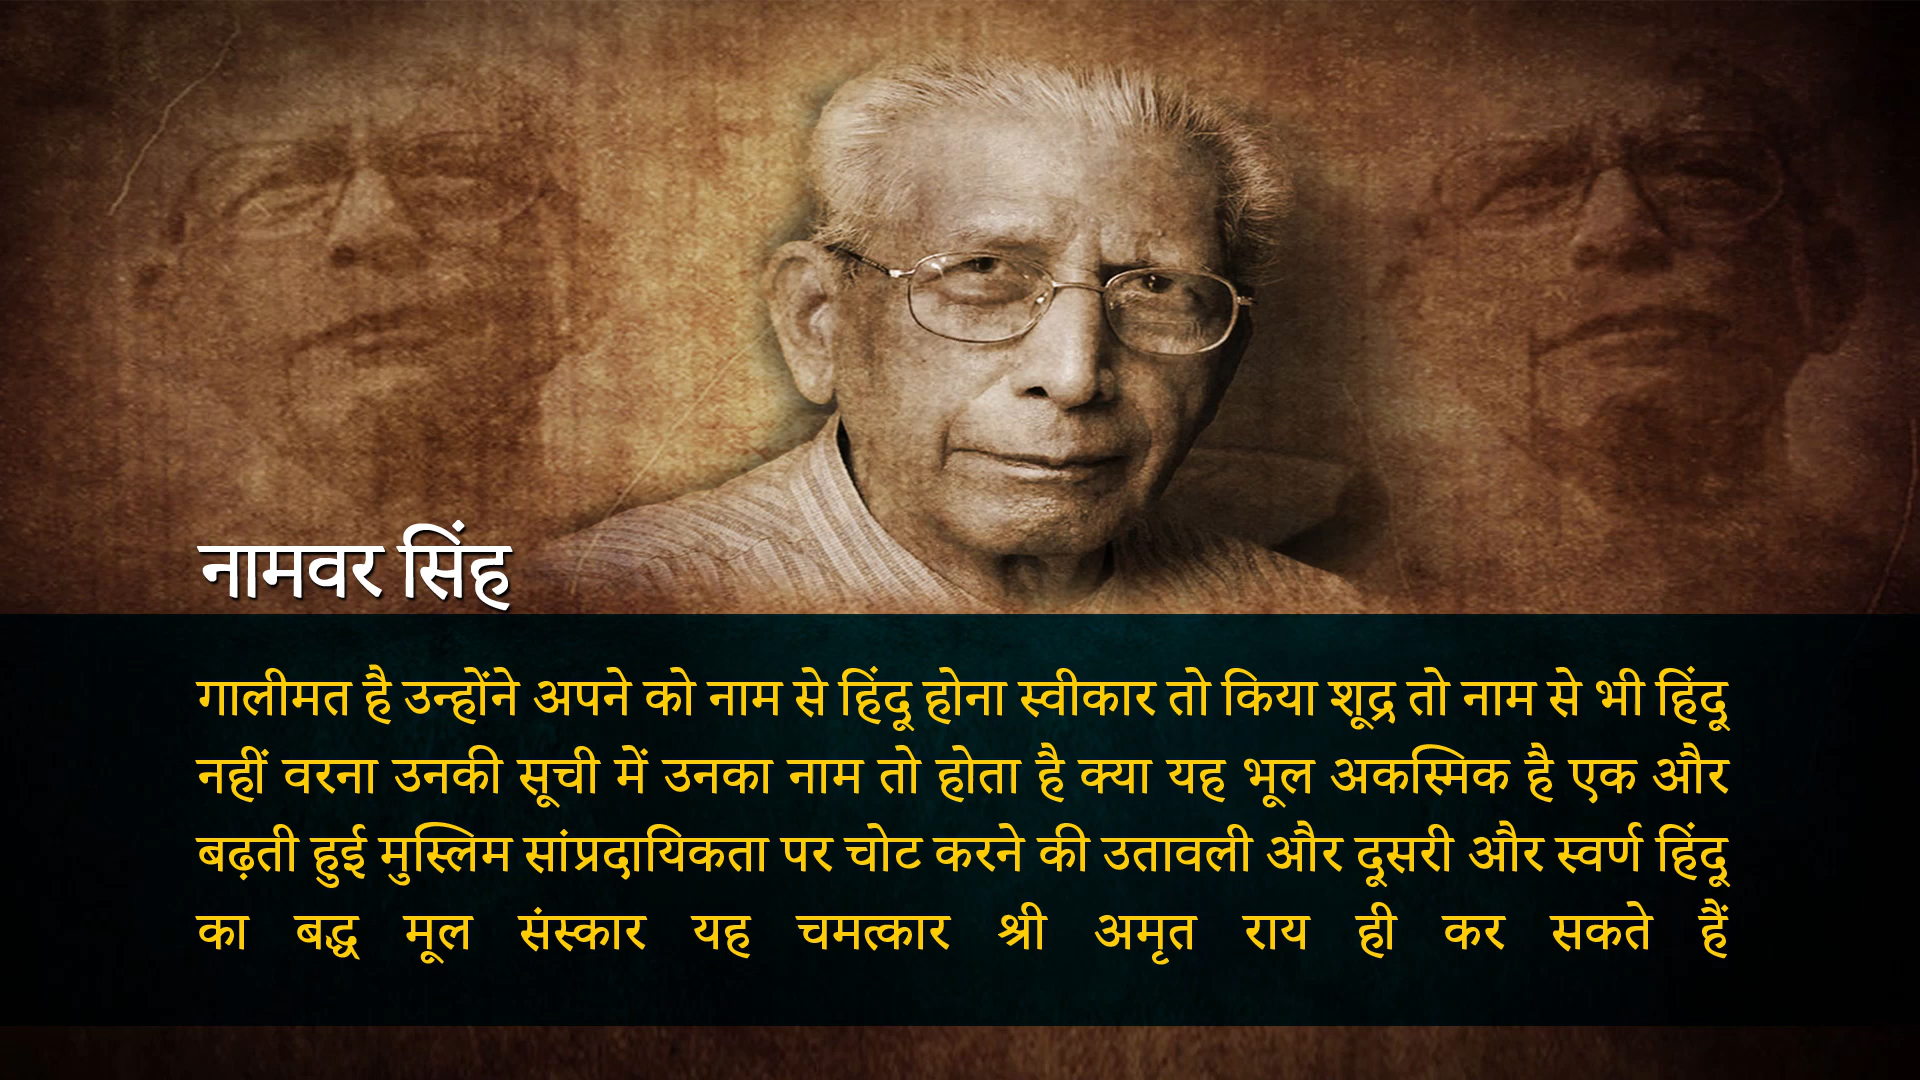 नामवर सिंह
गालीमत है उन्होंने अपने को नाम से हिंदू होना स्वीकार तो किया शूद्र तो नाम से भी हिंदू
नहीं वरना उनकी सूची में उनका नाम तो होता है क्या यह भूल अकस्मिक है एक और
बढ़ती हुई मुस्लिम सांप्रदायिकता पर चोट करने की उतावली और दूसरी और स्वर्ण हिंदू
का बद्ध मूल संस्कार यह चमत्कार श्री अमृत राय ही कर सकते हैं